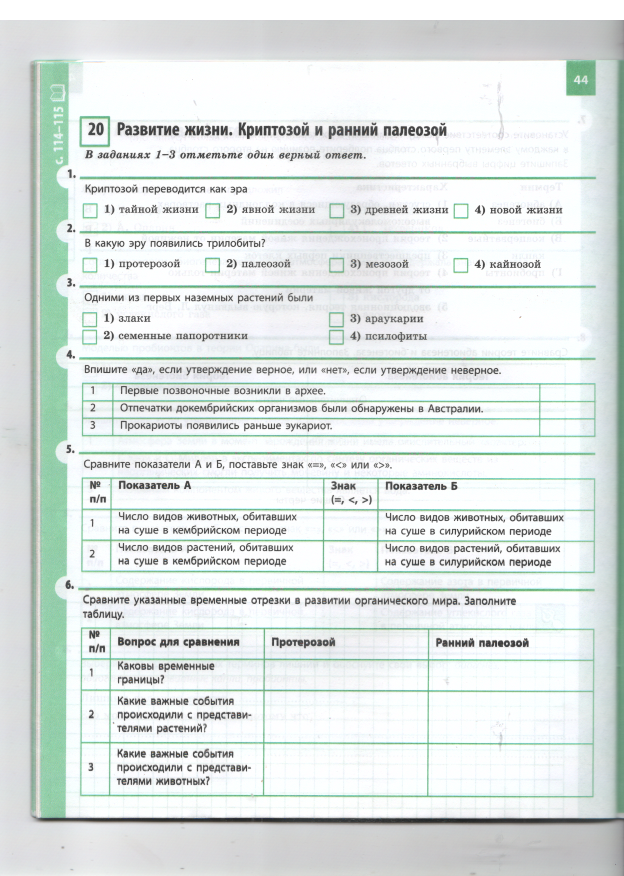 44
с. 114–115
20 Развитие жизни. Криптозой и ранний палеозой
В заданиях 1–3 отметьте один верный ответ.
1.
Криптозой переводится как эра
1) тайной жизни 2) явной жизни 3) древней жизни 4) новой жизни
2.
В какую эру появились трилобиты?
1) протерозой 2) палеозой 3) мезозой 4) кайнозой
3.
Одними из первых наземных растений были
1) злаки 3) араукарии
2) семенные папоротники 4) псилофиты
4.
Впишите «да», если утверждение верное, или «нет», если утверждение неверное.
1 Первые позвоночные возникли в архее.
2 Отпечатки докембрийских организмов были обнаружены в Австралии.
3 Прокариоты появились раньше эукариот.
5.
Сравните показатели А и Б, поставьте знак «=», «<» или «>».
№ Показатель А Знак Показатель Б
п/п (=, <, >)
1 Число видов животных, обитавших Число видов животных, обитавших
на суше в кембрийском периоде на суше в силурийском периоде
2 Число видов растений, обитавших Число видов растений, обитавших
на суше в кембрийском периоде на суше в силурийском периоде
6.
Сравните указанные временные отрезки в развитии органического мира. Заполните
таблицу.
№ Вопрос для сравнения Протерозой Ранний палеозой
п/п
1 Каковы временные
границы?
2 Какие важные события
происходили с представи-
телями растений?
3 Какие важные события
происходили с представи-
телями животных?